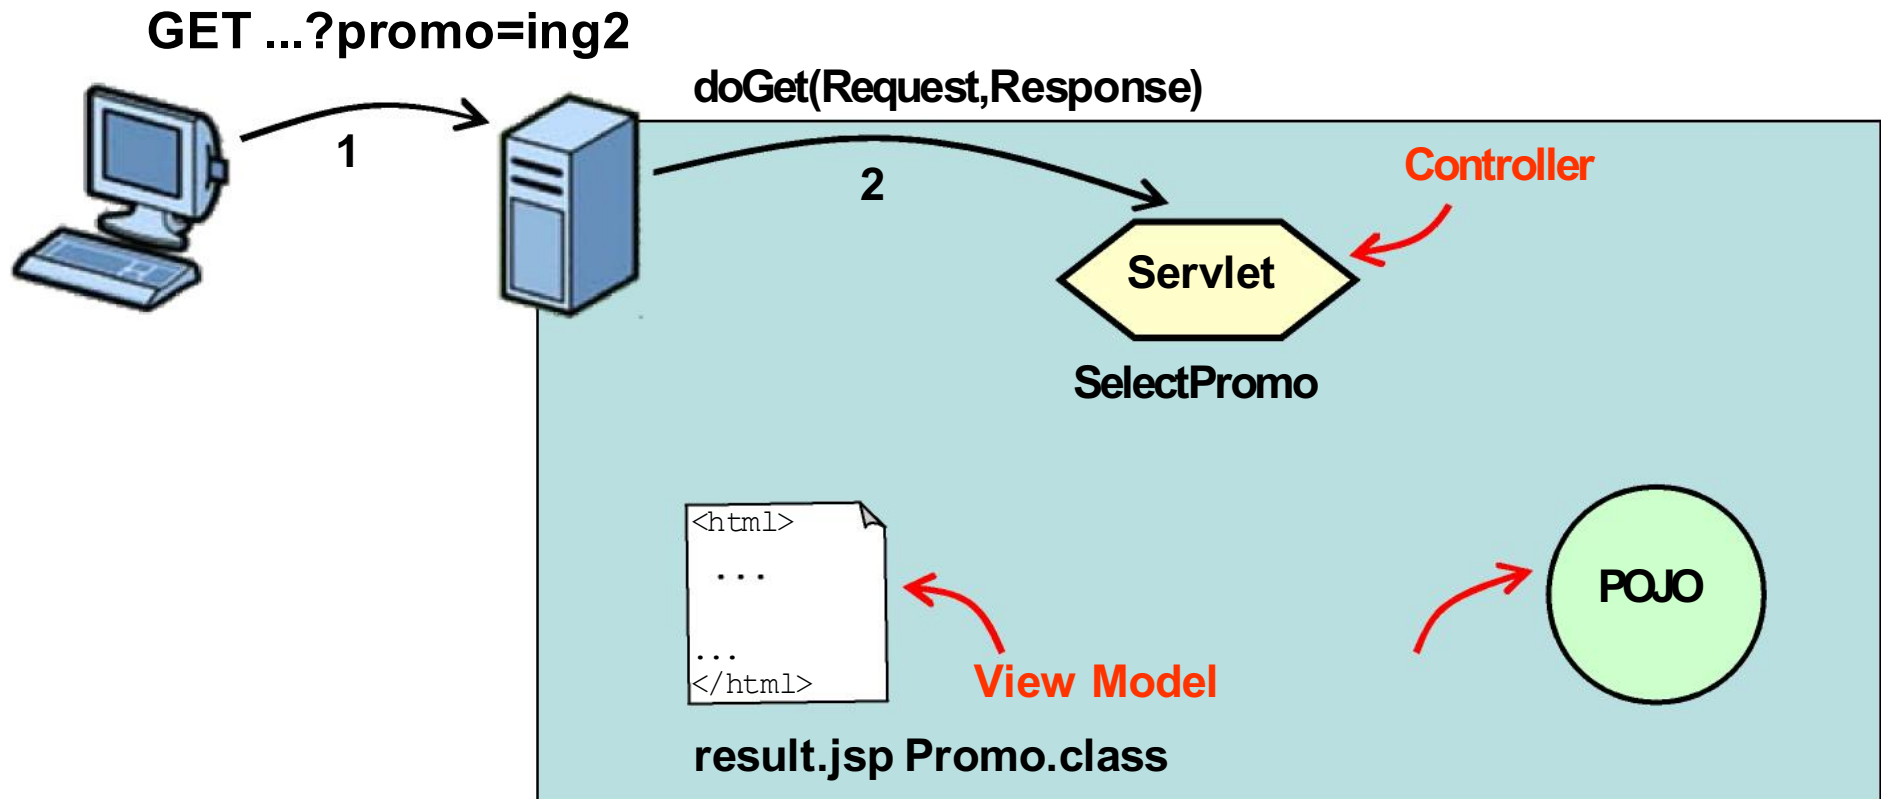 GET ...?promo=ing2
doGet(Request,Response)
1
2
Controller
Servlet
SelectPromo
<html>
...
...
</html>
POJO
View Model
result.jsp Promo.class